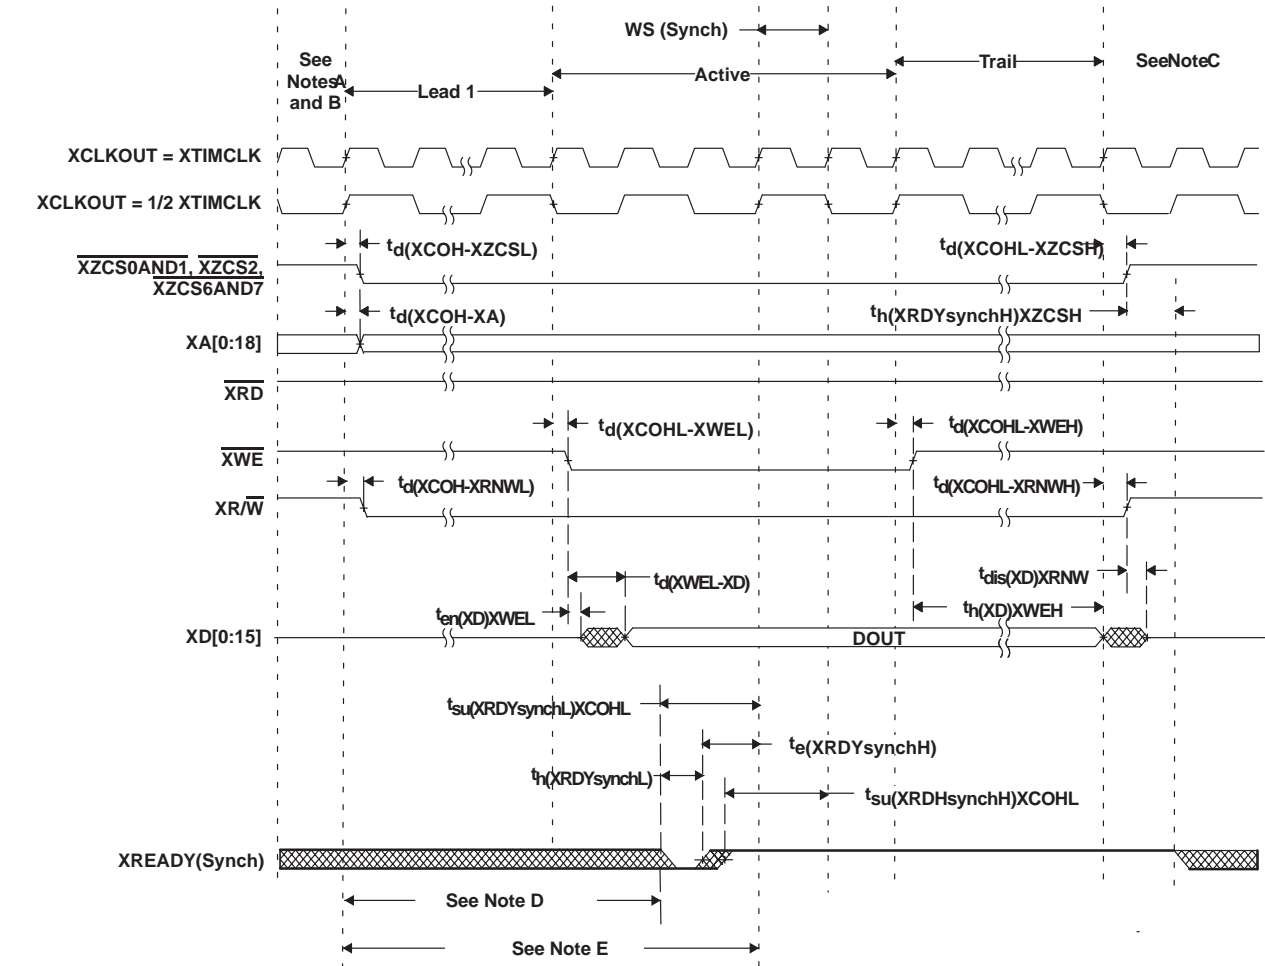 WS (Synch)
See
NotesA
and B
Lead 1
Active
Trail
SeeNoteC
XCLKOUT = XTIMCLK
XCLKOUT = 1/2 XTIMCLK
td(XCOH-XZCSL)
td(XCOHL-XZCSH)
XZCS0AND1, XZCS2,
XZCS6AND7
td(XCOH-XA)
th(XRDYsynchH)XZCSH
XA[0:18]
XRD
td(XCOHL-XWEL)
td(XCOHL-XWEH)
XWE
td(XCOH-XRNWL)
td(XCOHL-XRNWH)
XR/W
td(XWEL-XD)
tdis(XD)XRNW
ten(XD)XWEL
th(XD)XWEH
XD[0:15]
DOUT
tsu(XRDYsynchL)XCOHL
te(XRDYsynchH)
th(XRDYsynchL)
tsu(XRDHsynchH)XCOHL
XREADY(Synch)
See Note D
See Note E